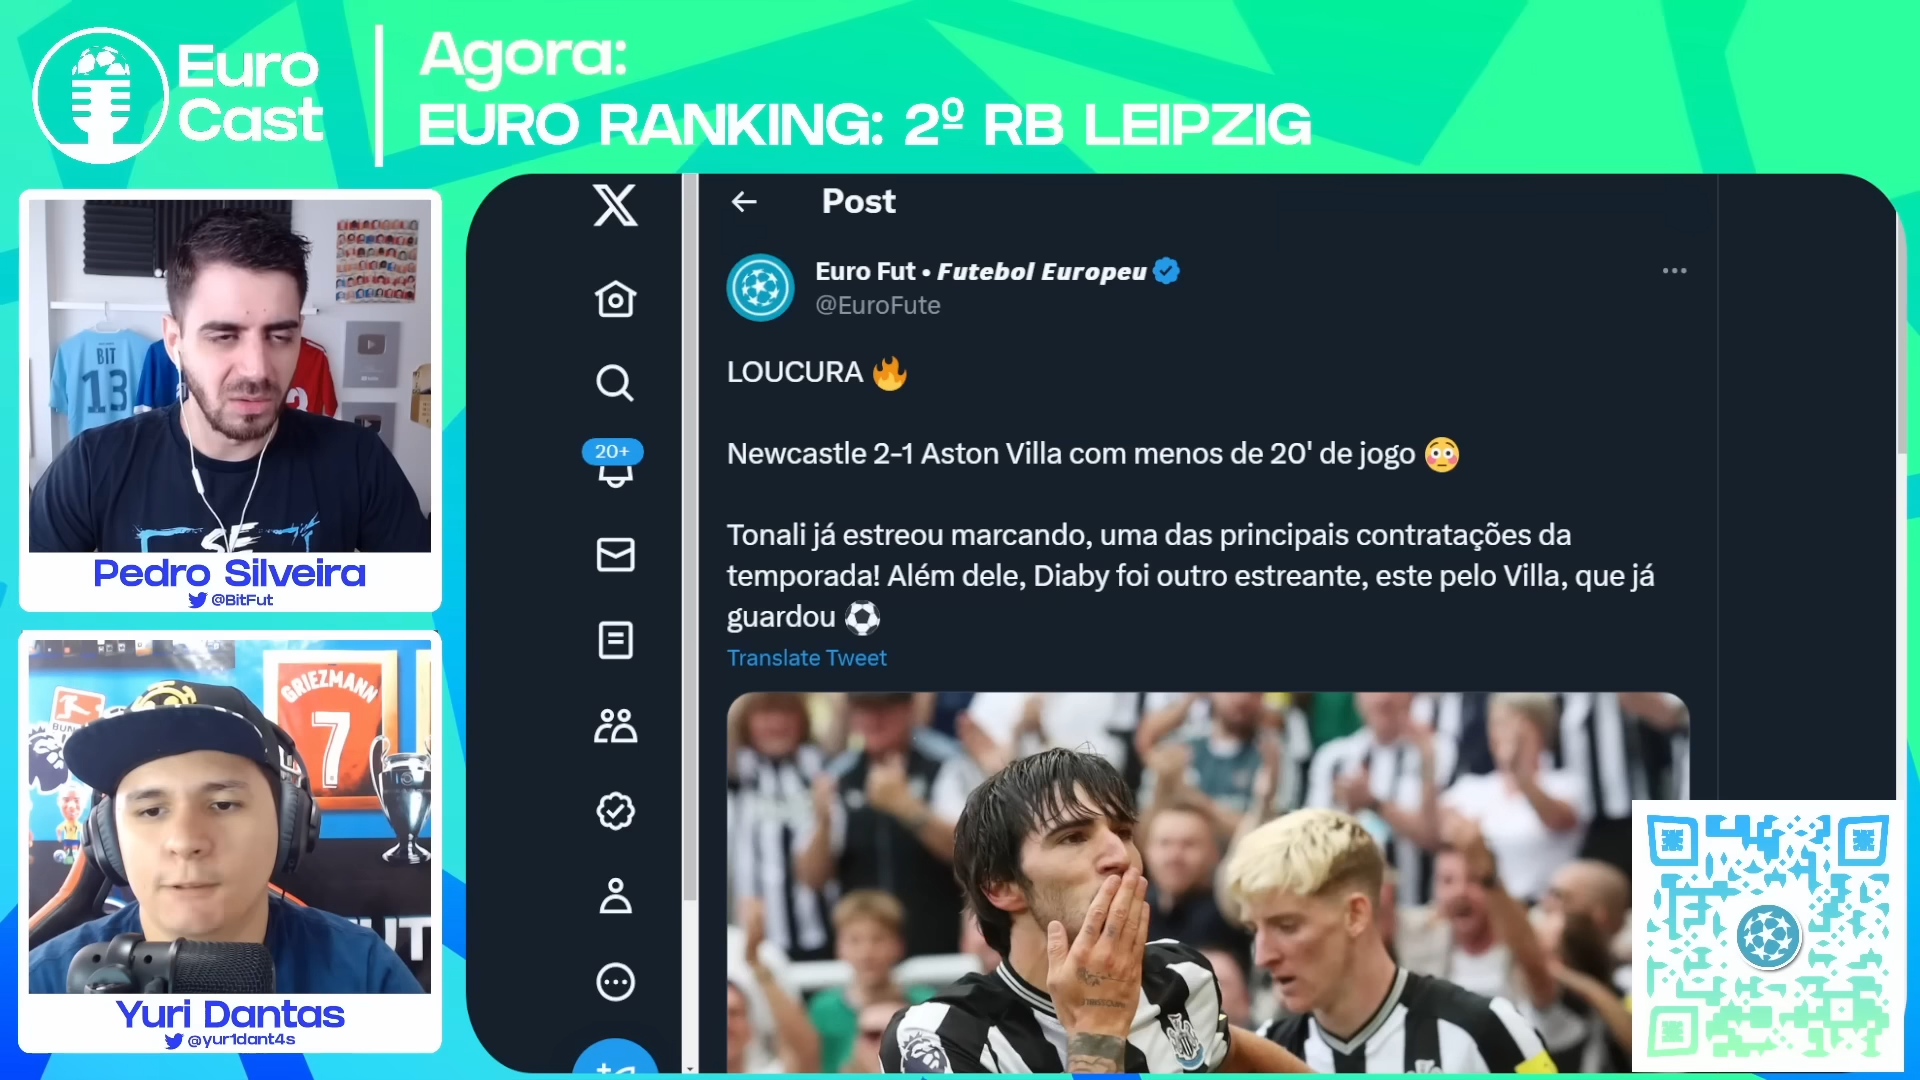 Euro
Cast
Agora:
EURO RANKING: 2º RB LEIPZIG
BIT
13
SE
Pedro Silveira
@BitFut
GRIEZMANN
7
BUN
UT
Yuri Dantas
@yur1dant4s
X
20+
Post
Euro Fut • Futebol Europeu
@EuroFute
LOUCURA 🔥
Newcastle 2-1 Aston Villa com menos de 20' de jogo 😳
Tonali já estreou marcando, uma das principais contratações da
temporada! Além dele, Diaby foi outro estreante, este pelo Villa, que já
guardou ⚽
Translate Tweet